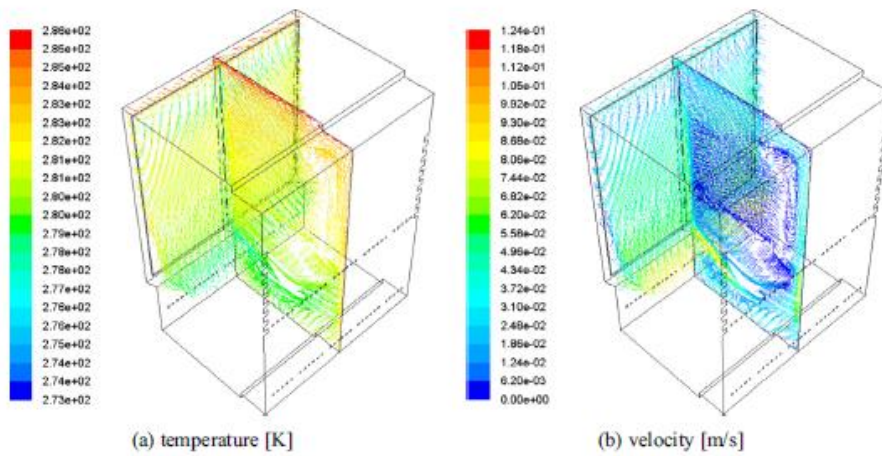 2.86e+02
2.85e+02
2.85e+02
2.84e+02
2.83e+02
2.83e+02
2.82e+02
2.81e+02
2.81e+02
2.80e+02
2.80e+02
2.79e+02
2.78e+02
2.78e+02
2.77e+02
2.76e+02
2.76e+02
2.75e+02
2.74e+02
2.74e+02
2.73e+02
(a) temperature [K]
1.24e-01
1.18e-01
1.12e-01
1.05e-01
9.92e-02
9.30e-02
8.68e-02
8.06e-02
7.44e-02
6.82e-02
6.20e-02
5.58e-02
4.96e-02
4.34e-02
3.72e-02
3.10e-02
2.48e-02
1.86e-02
1.24e-02
6.20e-03
0.00e+00
(b) velocity [m/s]